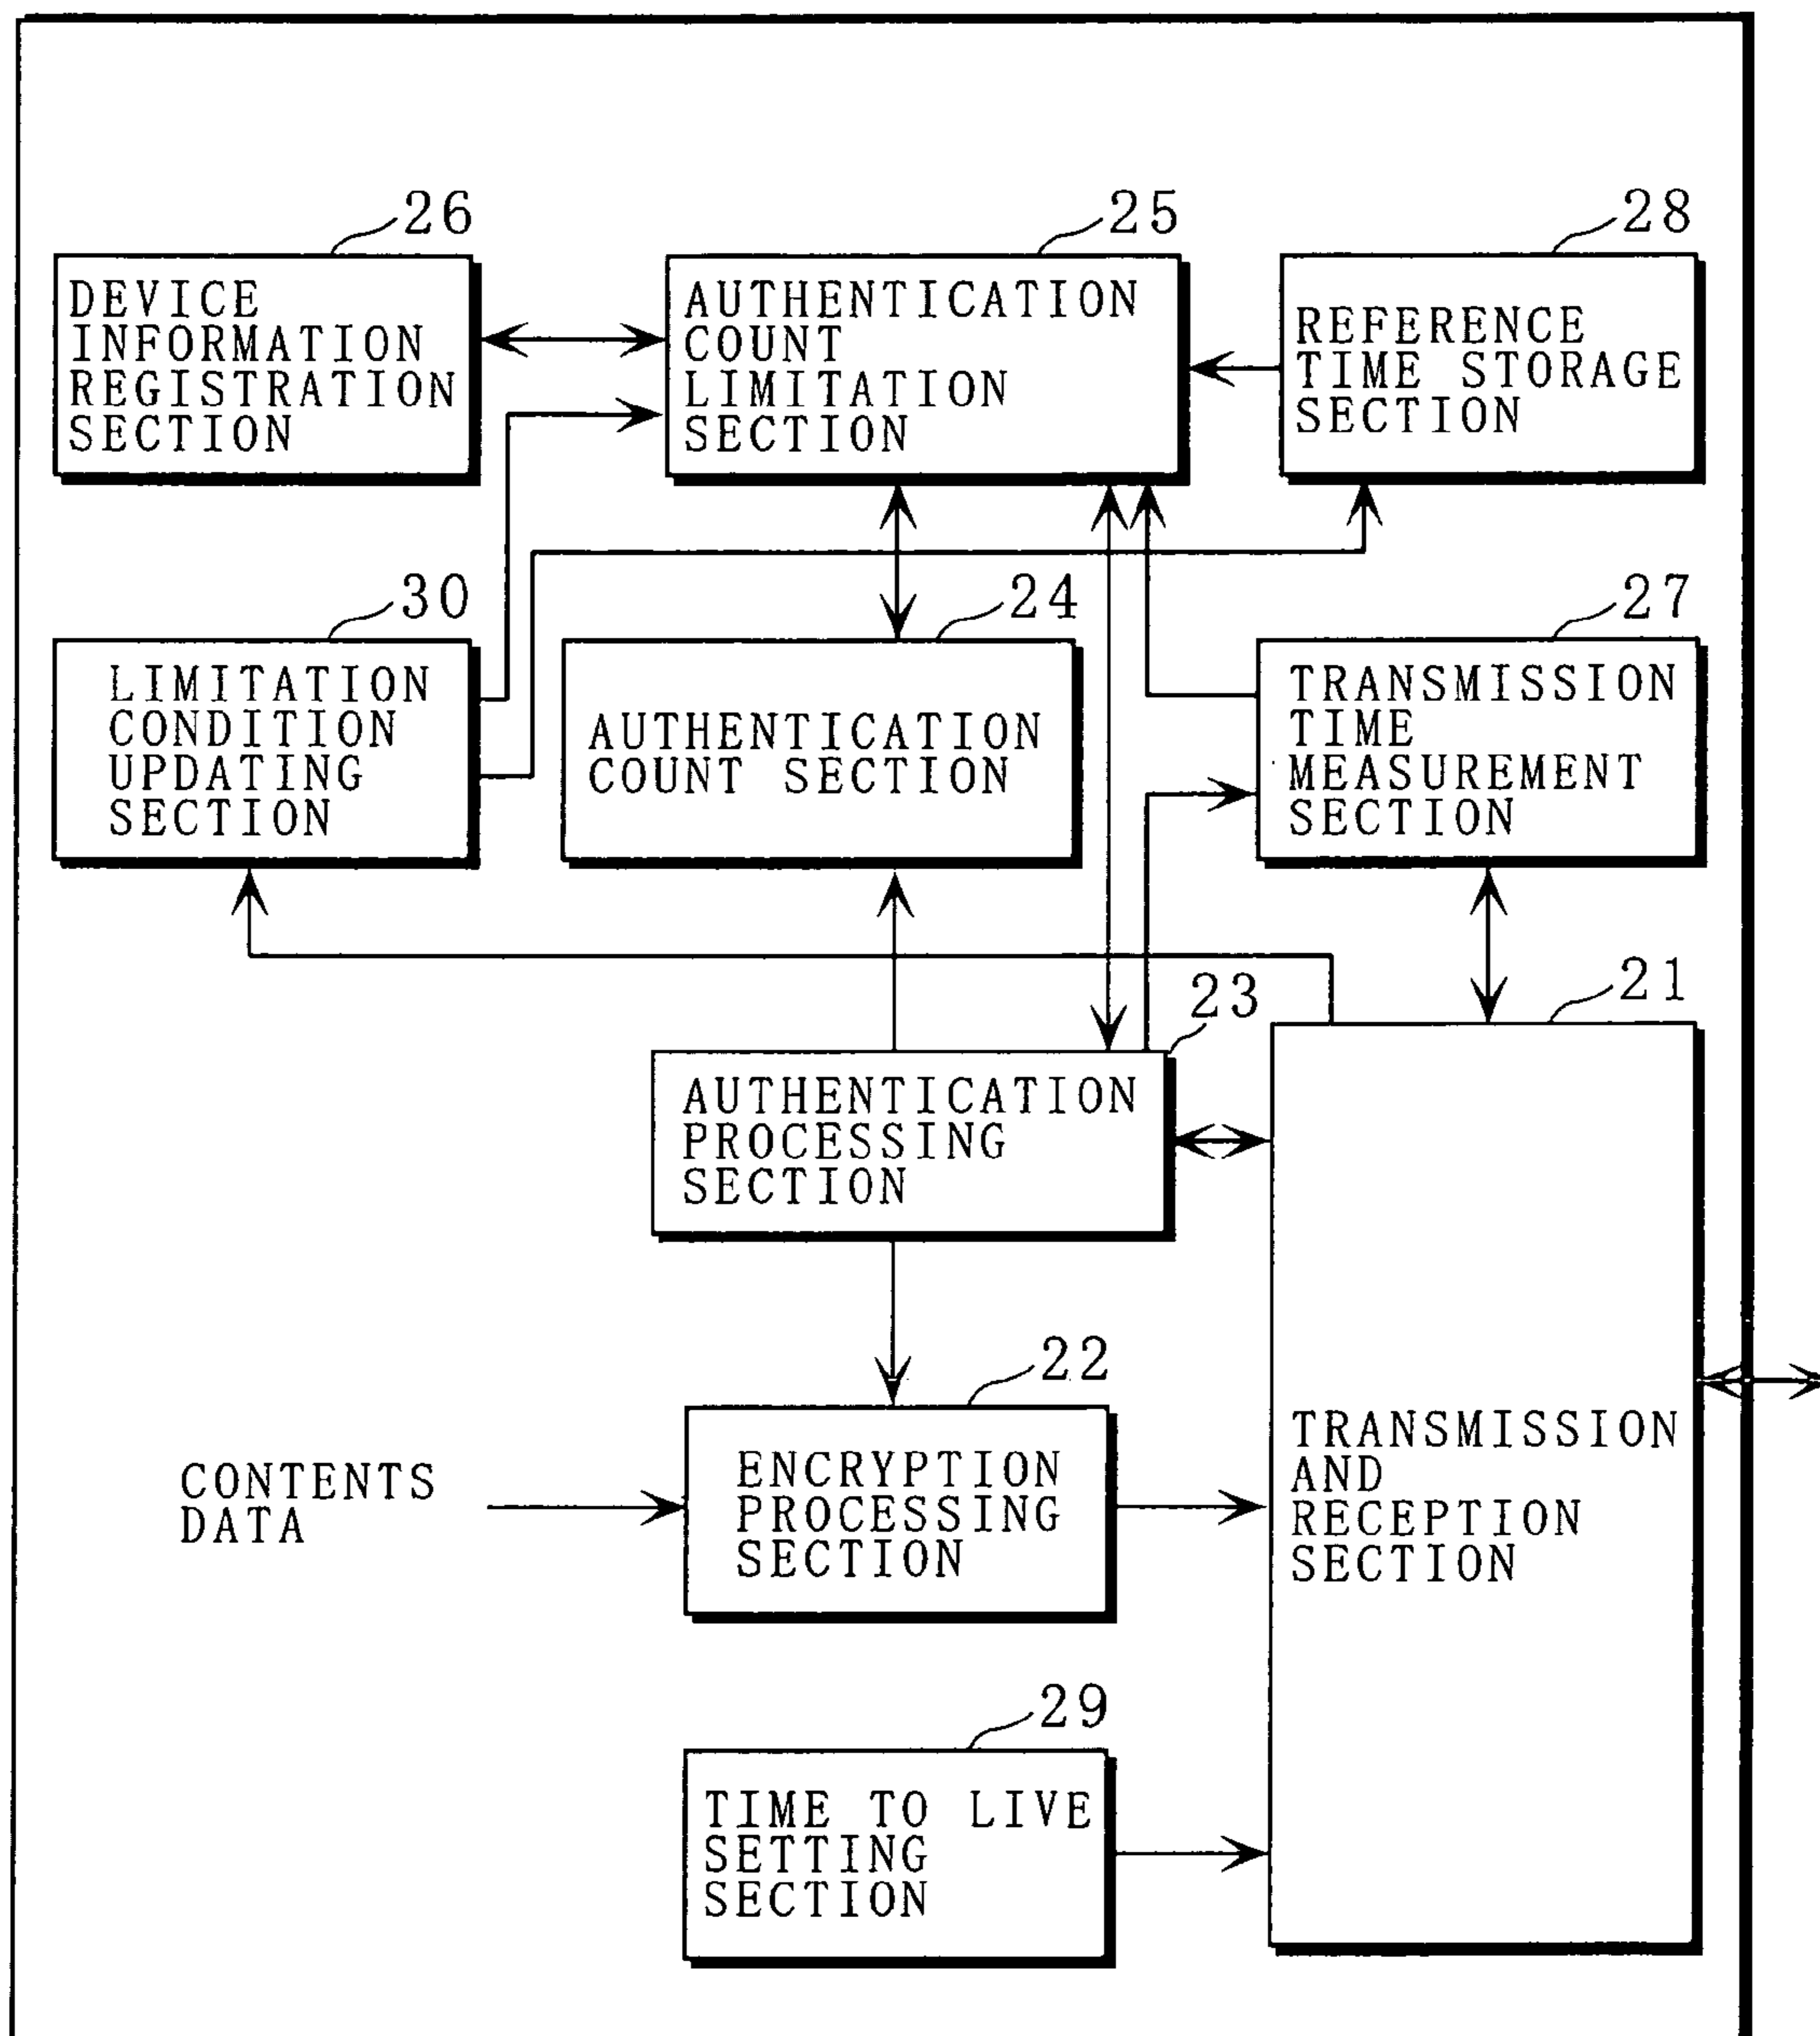 26
DEVICE
INFORMATION
REGISTRATION
SECTION
25
AUTHENTICATION
COUNT
LIMITATION
SECTION
28
REFERENCE
TIME STORAGE
SECTION
30
LIMITATION
CONDITION
UPDATING
SECTION
24
AUTHENTICATION
COUNT SECTION
27
TRANSMISSION
TIME
MEASUREMENT
SECTION
23
AUTHENTICATION
PROCESSING
SECTION
21
TRANSMISSION
AND
RECEPTION
SECTION
CONTENTS
DATA
22
ENCRYPTION
PROCESSING
SECTION
29
TIME TO LIVE
SETTING
SECTION